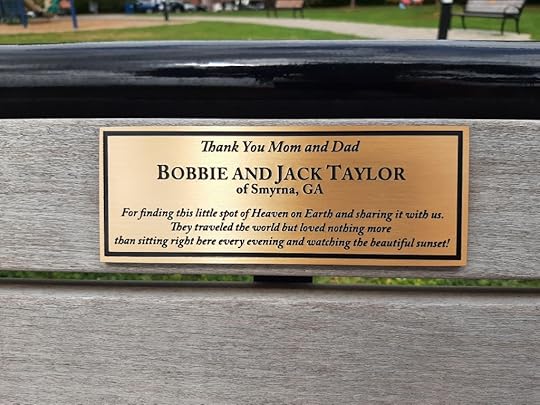 Thank You Mom and Dad
BOBBIE AND JACK TAYLOR
of Smyrna, GA
For finding this little spot of Heaven on Earth and sharing it with us.
They traveled the world but loved nothing more
than sitting right here every evening and watching the beautiful sunset!